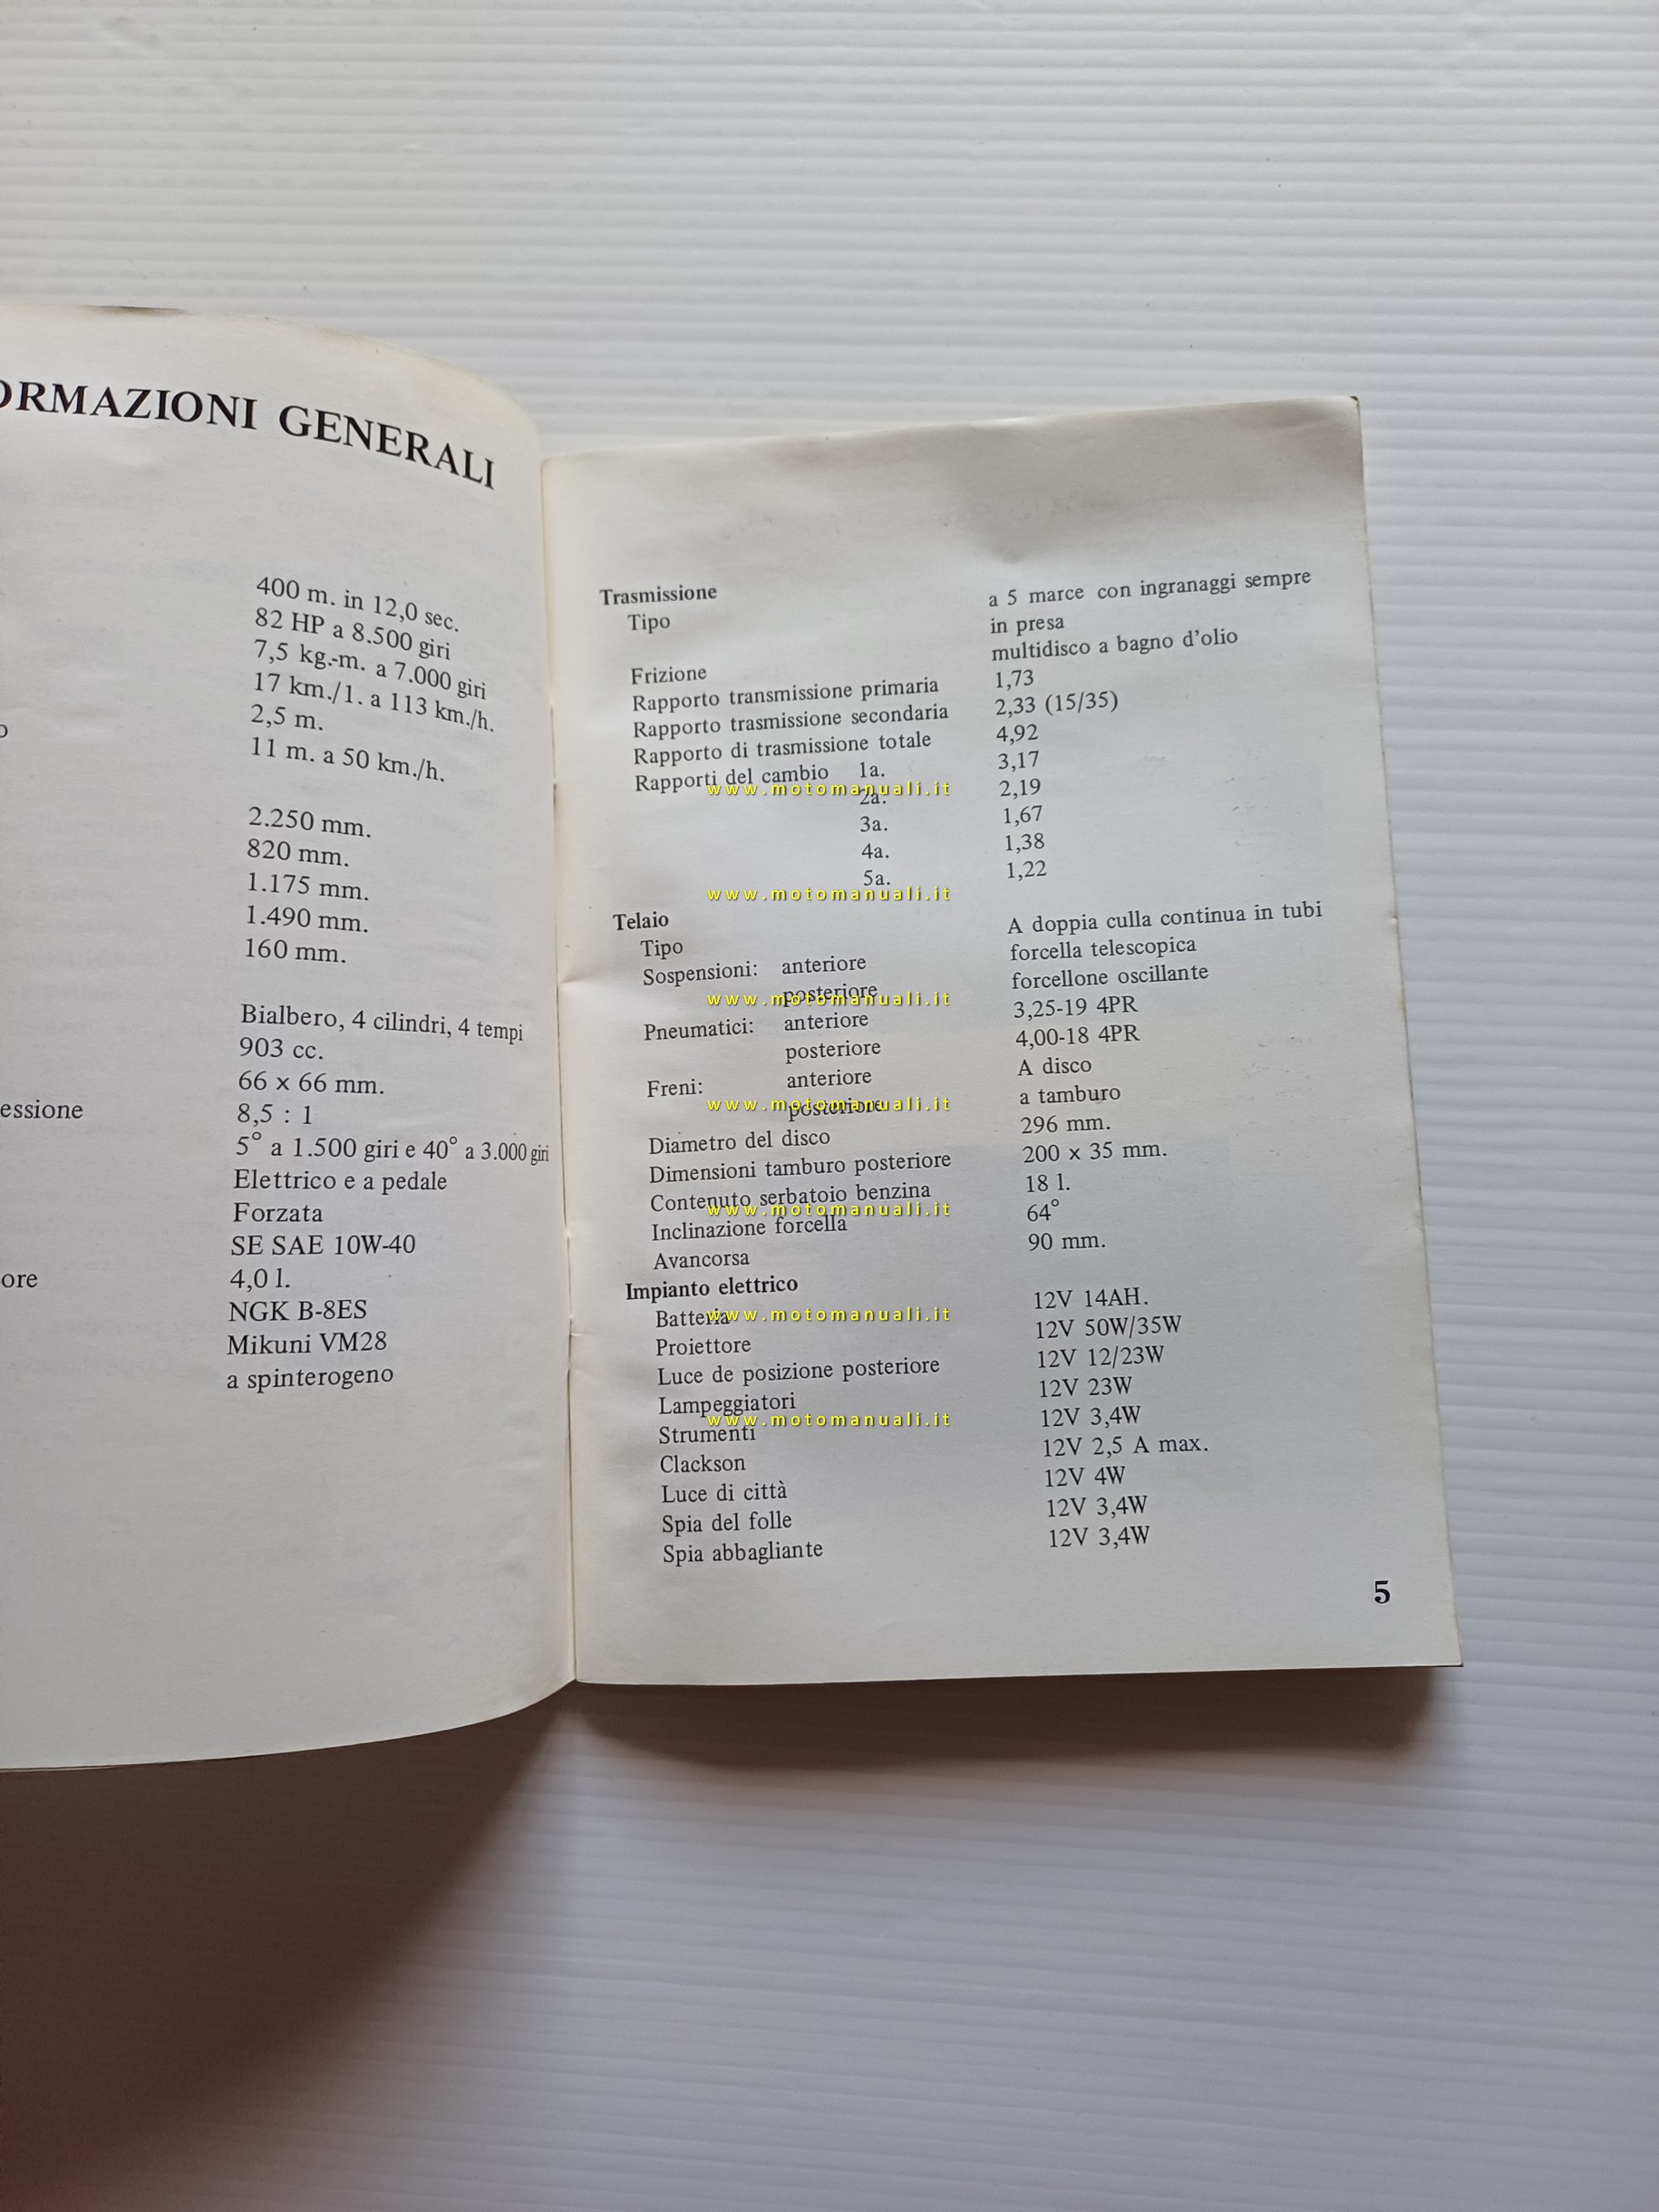 ORMAZIONI GENERALI
400 m. in 12,0 sec.
82 HP a 8.500 giri
7,5 kg.-m. a 7.000 giri
17 km./1. a 113 km./h.
2,5 m.
11 m. a 50 km./h.
2.250 mm.
820 mm.
1.175 mm.
1.490 mm.
160 mm.
Bialbero, 4 cilindri, 4 tempi
903 cc.
66 x 66 mm.
essione 8,5 : 1
5° a 1.500 giri e 40° a 3.000 giri
Elettrico e a pedale
Forzata
SE SAE 10W-40
ore 4,0 l.
NGK B-8ES
Mikuni VM28
a spinterogeno
Trasmissione
Tipo a 5 marce con ingranaggi sempre
in presa
Frizione multidisco a bagno d'olio
Rapporto transmissione primaria 1,73
Rapporto trasmissione secondaria 2,33 (15/35)
Rapporto di trasmissione totale 4,92
Rapporti del cambio 1a. 3,17
www.motomanuali.it
2a. 2,19
3a. 1,67
4a. 1,38
5a. 1,22
www.motomanuali.it
Telaio
Tipo A doppia culla continua in tubi
Sospensioni: anteriore forcella telescopica
posteriore forcellone oscillante
www.motomanuali.it
Pneumatici: anteriore 3,25-19 4PR
posteriore 4,00-18 4PR
Freni: anteriore A disco
posteriore a tamburo
www.motomanuali.it
Diametro del disco 296 mm.
Dimensioni tamburo posteriore 200 x 35 mm.
Contenuto serbatoio benzina 18 l.
www.motomanuali.it
Inclinazione forcella 64°
Avancorsa 90 mm.
Impianto elettrico
Batteria 12V 14AH.
www.motomanuali.it
Proiettore 12V 50W/35W
Luce de posizione posteriore 12V 12/23W
Lampeggiatori 12V 23W
www.motomanuali.it
Strumenti 12V 3,4W
Clackson 12V 2,5 A max.
Luce di città 12V 4W
Spia del folle 12V 3,4W
Spia abbagliante 12V 3,4W
5